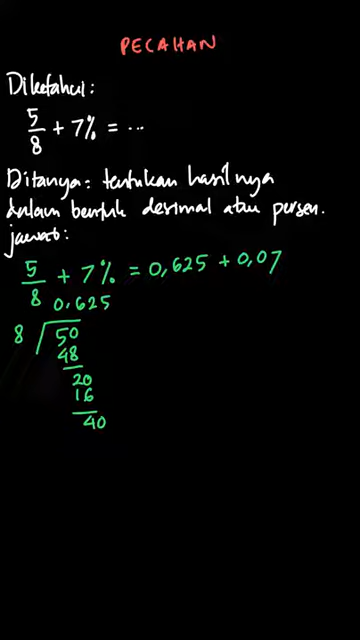 PECAHAN
Diketahui:
5/8 + 7% = ...
Ditanya: tentukan hasilnya
dalam bentuk desimal atau persen.
jawab:
5/8 + 7% = 0,625 + 0,07
0,625
8 50
48
20
16
40